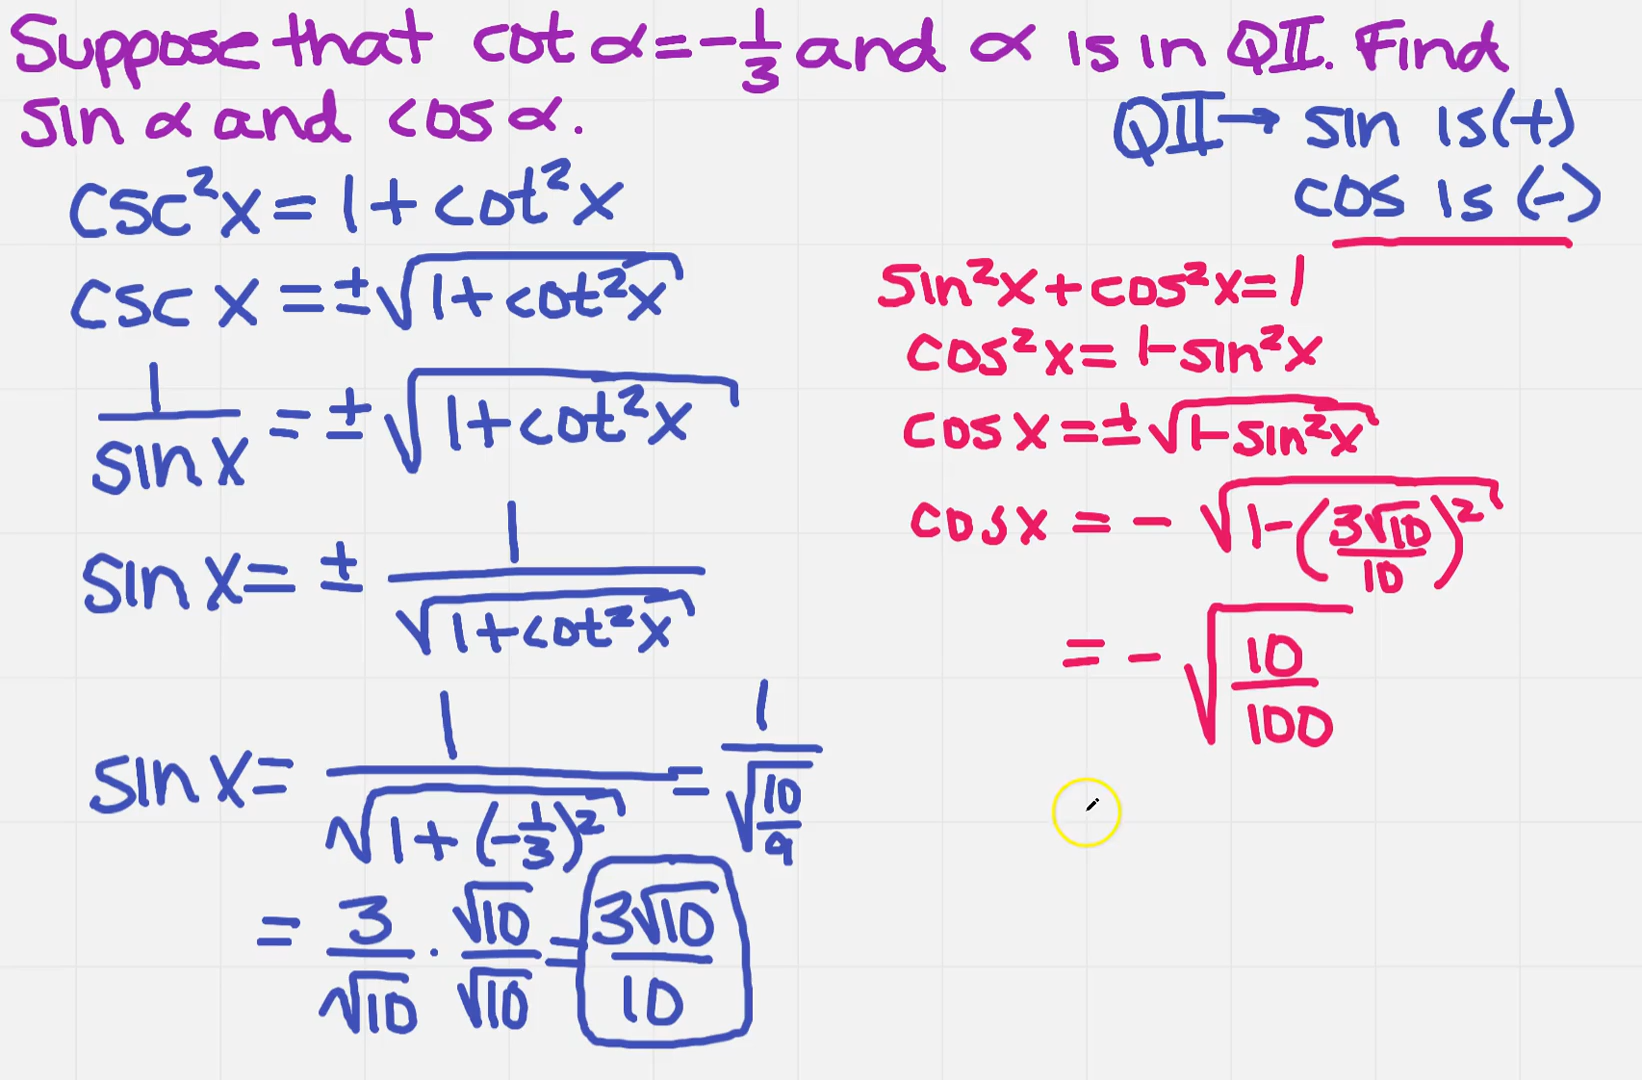 Suppose that cot α = -1/3 and α is in QII. Find
sin α and cos α.
QII → sin is (+)
cos is (-)
csc²x = 1 + cot²x
csc x = ±√(1 + cot²x)
1/sin x = ±√(1 + cot²x)
sin x = ± 1/√(1 + cot²x)
sin x = 1/√(1 + (-1/3)²) = 1/√(10/9)
= 3/√10 · √10/√10 = 3√10/10
sin²x + cos²x = 1
cos²x = 1 - sin²x
cos x = ±√(1 - sin²x)
cos x = -√(1 - (3√10/10)²)
= -√(10/100)